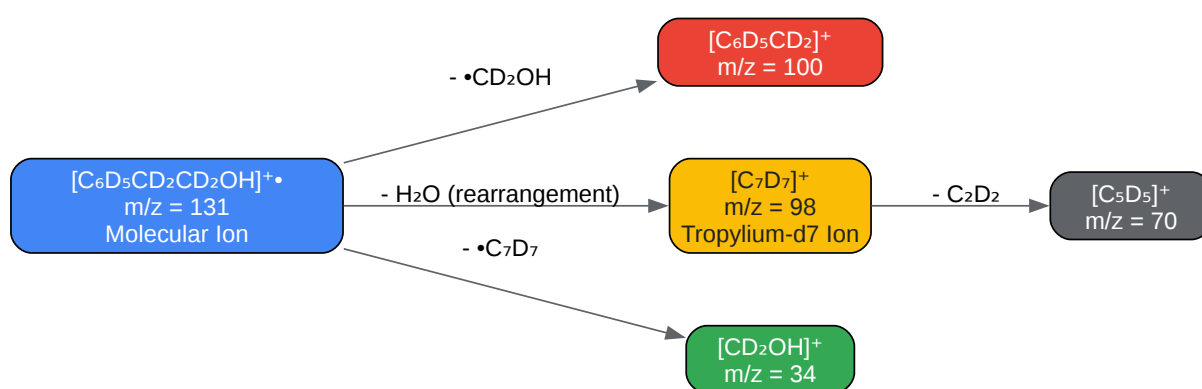 [C₆D₅CD₂]⁺
m/z = 100
- •CD₂OH
[C₆D₅CD₂CD₂OH]⁺•
m/z = 131
Molecular Ion
- H₂O (rearrangement)
[C₇D₇]⁺
m/z = 98
Tropylium-d7 Ion
- C₂D₂
[C₅D₅]⁺
m/z = 70
- •C₇D₇
[CD₂OH]⁺
m/z = 34